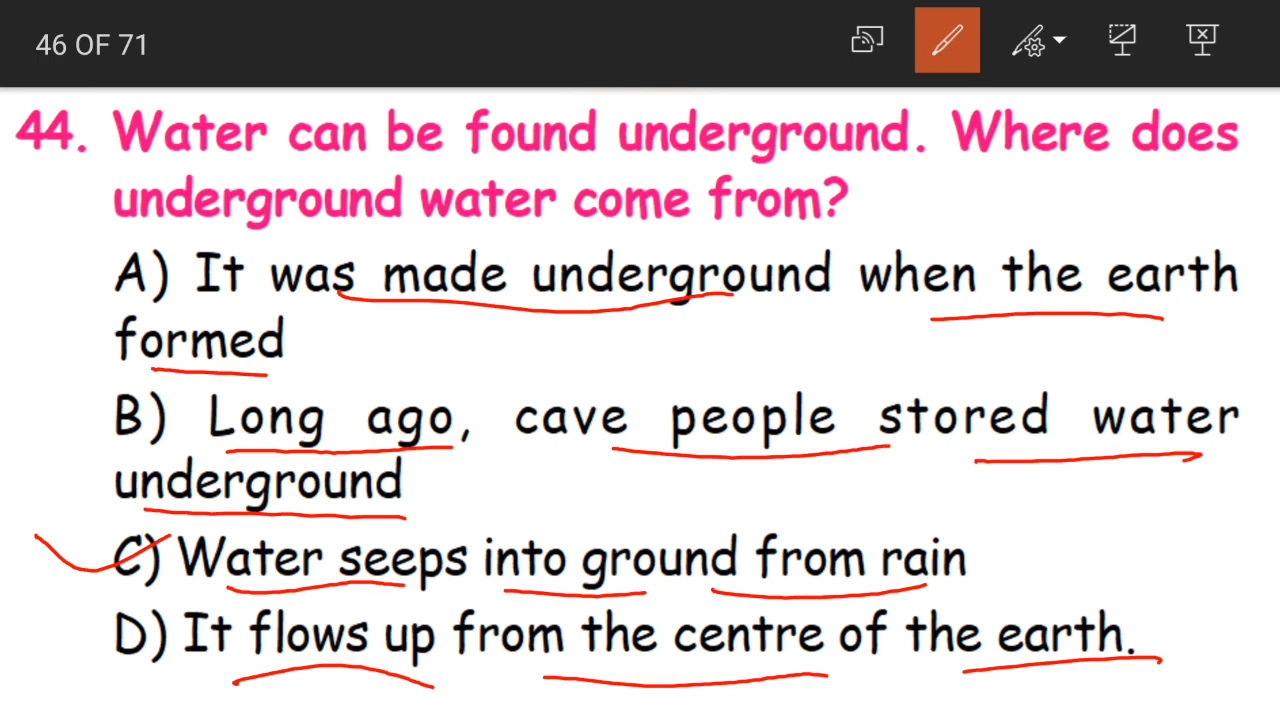 46 OF 71
44. Water can be found underground. Where does
underground water come from?
A) It was made underground when the earth
formed
B) Long ago, cave people stored water
underground
C) Water seeps into ground from rain
D) It flows up from the centre of the earth.